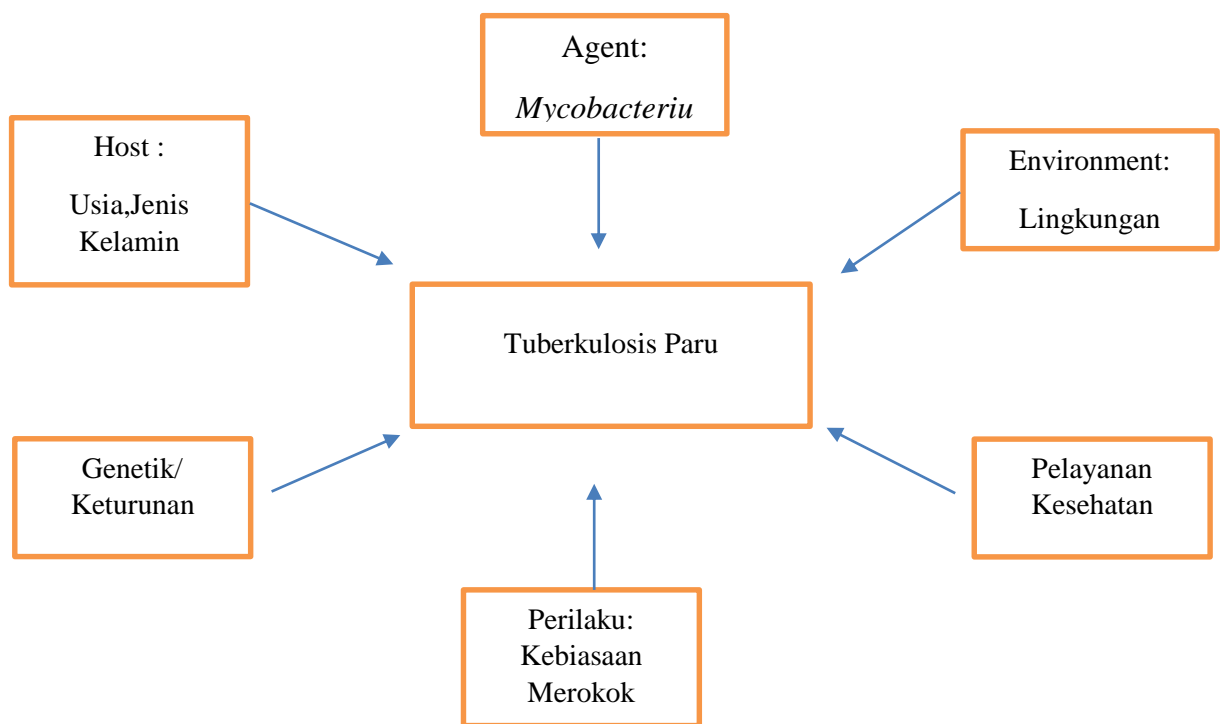 Agent:
Mycobacteriu
Host :
Usia,Jenis
Kelamin
Environment:
Lingkungan
Tuberkulosis Paru
Genetik/
Keturunan
Pelayanan
Kesehatan
Perilaku:
Kebiasaan
Merokok